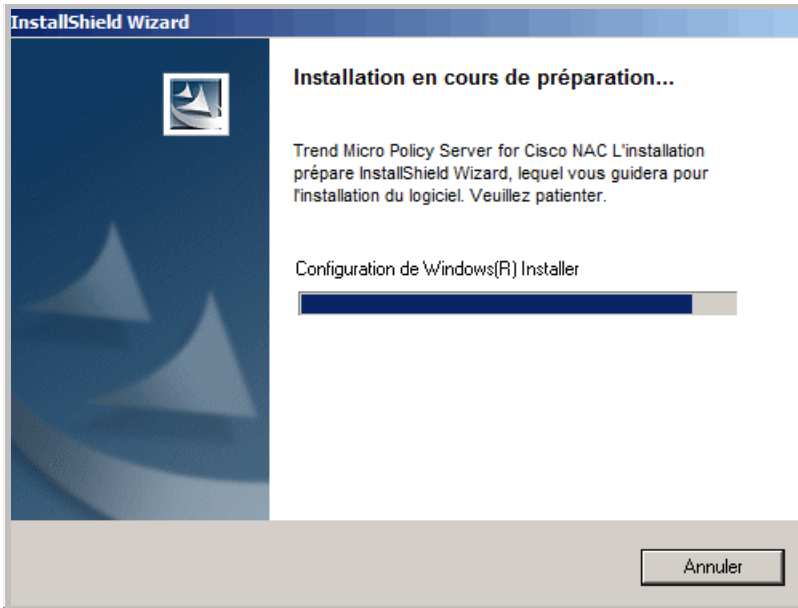 InstallShield Wizard
Installation en cours de préparation...
Trend Micro Policy Server for Cisco NAC L'installation
prépare InstallShield Wizard, lequel vous guidera pour
l'installation du logiciel. Veuillez patienter.
Configuration de Windows(R) Installer
Annuler